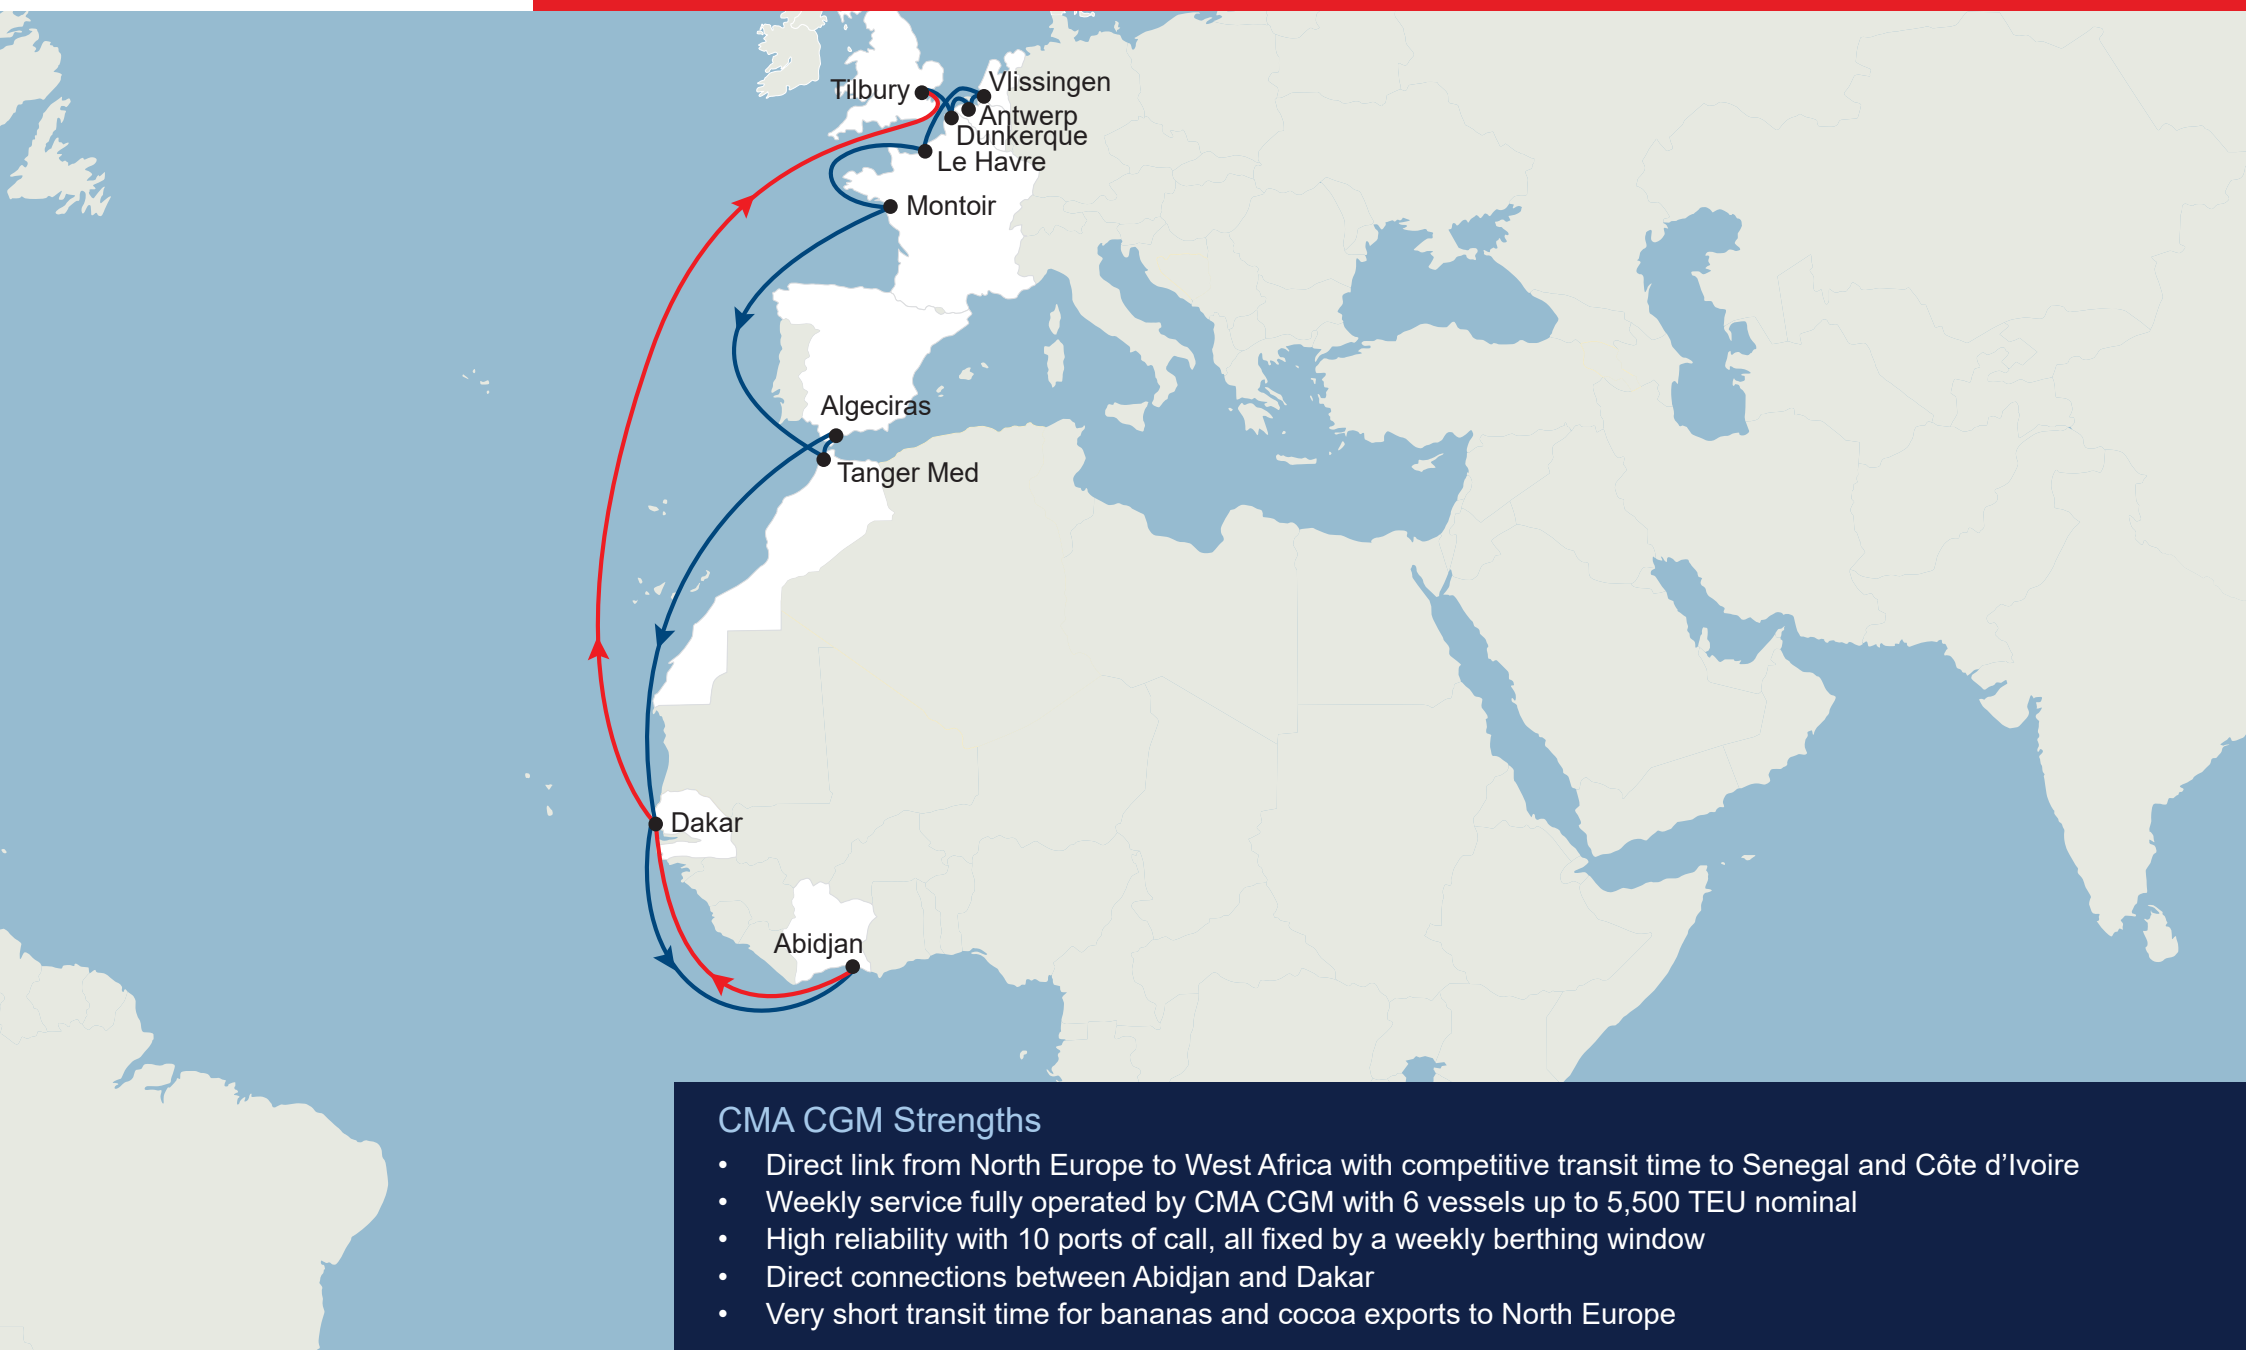 Tilbury
Vlissingen
Antwerp
Dunkerque
Le Havre
Montoir
Algeciras
Tanger Med
Dakar
Abidjan
CMA CGM Strengths
• Direct link from North Europe to West Africa with competitive transit time to Senegal and Côte d’Ivoire
• Weekly service fully operated by CMA CGM with 6 vessels up to 5,500 TEU nominal
• High reliability with 10 ports of call, all fixed by a weekly berthing window
• Direct connections between Abidjan and Dakar
• Very short transit time for bananas and cocoa exports to North Europe